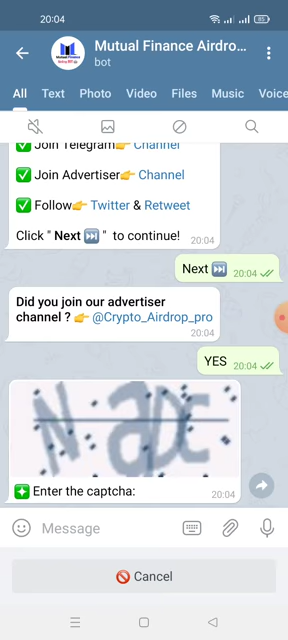 20:04
85
Mutual Finance Airdro...
bot
All Text Photo Video Files Music Voice
✅ Join Telegram👉 Channel
✅ Join Advertiser👉 Channel
✅ Follow👉 Twitter & Retweet
Click " Next ⏭ " to continue!
20:04
Next ⏭ 20:04
Did you join our advertiser
channel ? 👉 @Crypto_Airdrop_pro
20:04
YES 20:04
❇️ Enter the captcha:
20:04
Message
🚫 Cancel